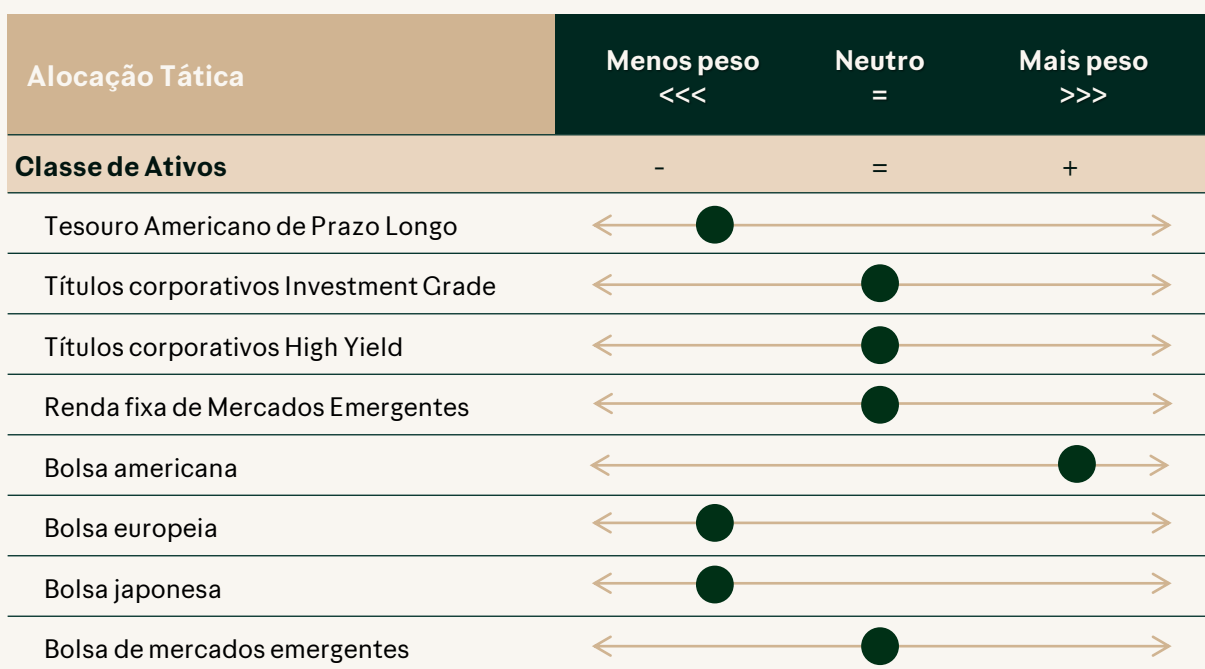 Alocação Tática
Menos peso Neutro Mais peso
<<< = >>>
Classe de Ativos - = +
Tesouro Americano de Prazo Longo
Títulos corporativos Investment Grade
Títulos corporativos High Yield
Renda fixa de Mercados Emergentes
Bolsa americana
Bolsa europeia
Bolsa japonesa
Bolsa de mercados emergentes